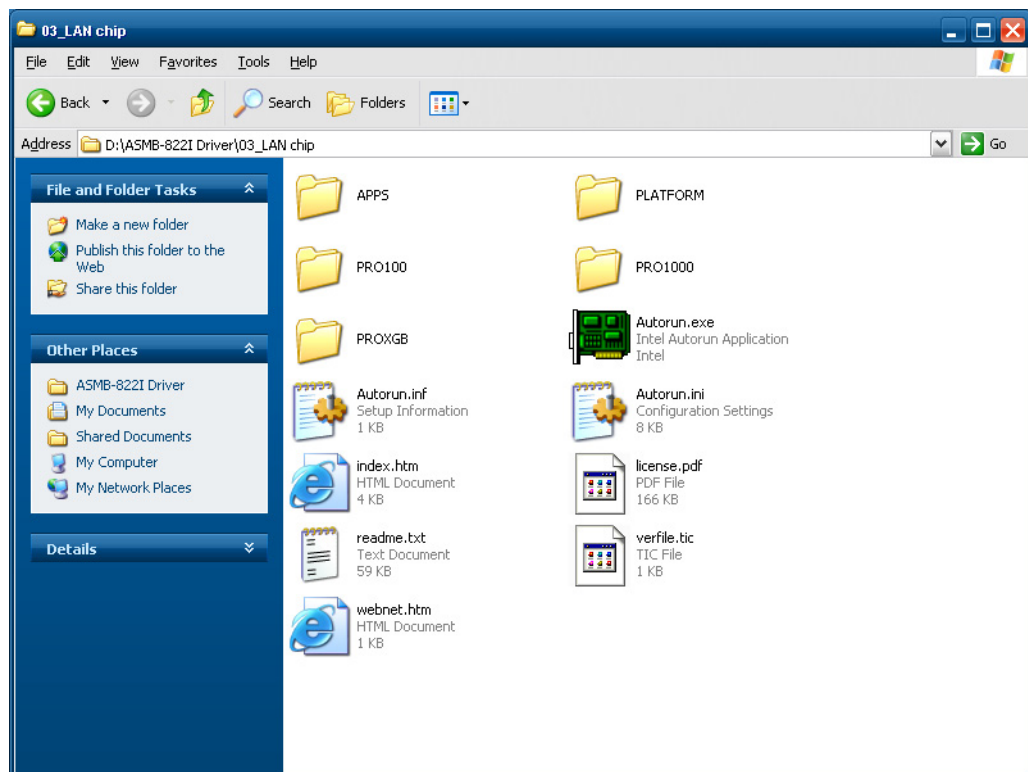 03_LAN chip
File Edit View Favorites Tools Help
Back Search Folders
Address D:\ASMB-822I Driver\03_LAN chip Go
File and Folder Tasks
Make a new folder
Publish this folder to the
Web
Share this folder
Other Places
ASMB-822I Driver
My Documents
Shared Documents
My Computer
My Network Places
Details
APPS
PLATFORM
PRO100
PRO1000
PROXGB
Autorun.exe
Intel Autorun Application
Intel
Autorun.inf
Setup Information
1 KB
Autorun.ini
Configuration Settings
8 KB
index.htm
HTML Document
4 KB
license.pdf
PDF File
166 KB
readme.txt
Text Document
59 KB
verfile.tic
TIC File
1 KB
webnet.htm
HTML Document
1 KB